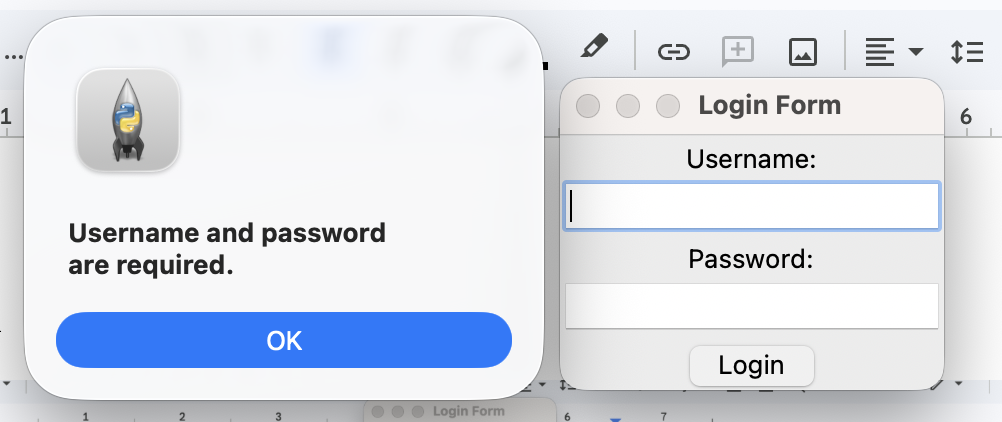 ...
1
6
Username and password
are required.
OK
Login Form
Username:
Password:
Login
1
2
3
Login Form
6
7